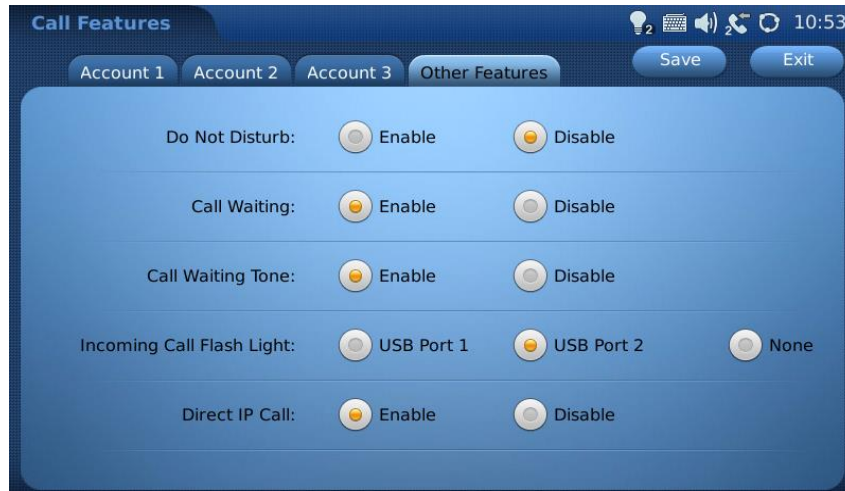 Call Features 2 2 10:53
Account 1 Account 2 Account 3 Other Features Save Exit
Do Not Disturb: Enable Disable
Call Waiting: Enable Disable
Call Waiting Tone: Enable Disable
Incoming Call Flash Light: USB Port 1 USB Port 2 None
Direct IP Call: Enable Disable